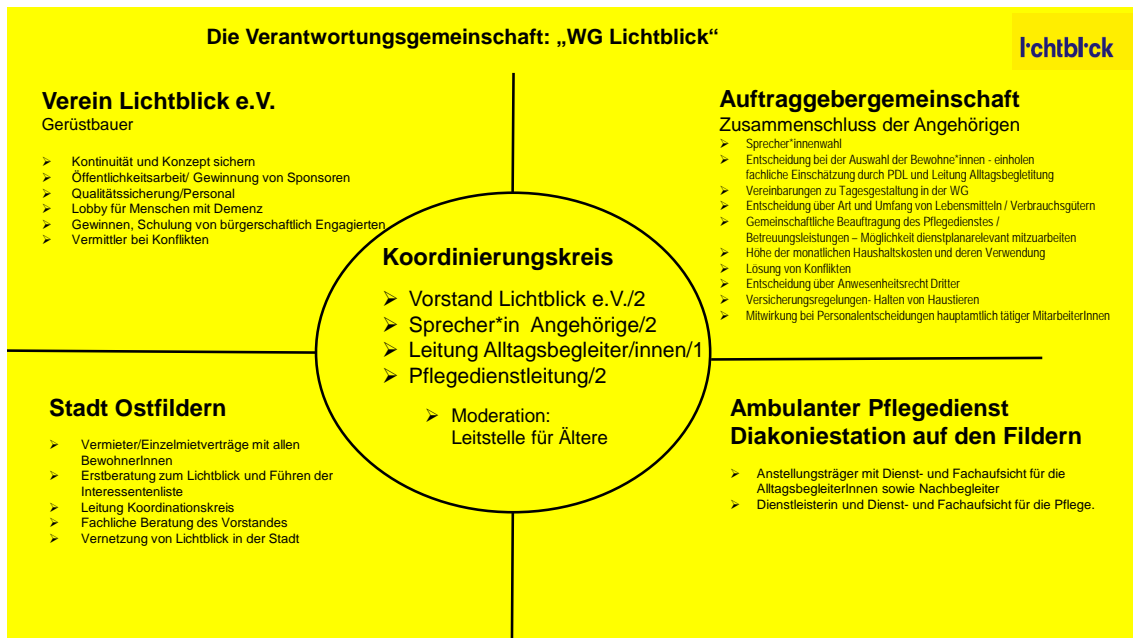 Die Verantwortungsgemeinschaft: „WG Lichtblick“
l·chtbl·ck
Verein Lichtblick e.V.
Gerüstbauer
➢ Kontinuität und Konzept sichern
➢ Öffentlichkeitsarbeit/ Gewinnung von Sponsoren
➢ Qualitätssicherung/Personal
➢ Lobby für Menschen mit Demenz
➢ Gewinnen, Schulung von bürgerschaftlich Engagierten
➢ Vermittler bei Konflikten
Auftraggebergemeinschaft
Zusammenschluss der Angehörigen
➢ Sprecher*innenwahl
➢ Entscheidung bei der Auswahl der Bewohne*innen - einholen
fachliche Einschätzung durch PDL und Leitung Alltagsbegletitung
➢ Vereinbarungen zu Tagesgestaltung in der WG
➢ Entscheidung über Art und Umfang von Lebensmitteln / Verbrauchsgütern
➢ Gemeinschaftliche Beauftragung des Pflegedienstes /
Betreuungsleistungen – Möglichkeit dienstplanarelevant mitzuarbeiten
➢ Höhe der monatlichen Haushaltskosten und deren Verwendung
➢ Lösung von Konflikten
➢ Entscheidung über Anwesenheitsrecht Dritter
➢ Versicherungsregelungen- Halten von Haustieren
➢ Mitwirkung bei Personalentscheidungen hauptamtlich tätiger MitarbeiterInnen
Koordinierungskreis
➢ Vorstand Lichtblick e.V./2
➢ Sprecher*in Angehörige/2
➢ Leitung Alltagsbegleiter/innen/1
➢ Pflegedienstleitung/2
➢ Moderation:
Leitstelle für Ältere
Stadt Ostfildern
➢ Vermieter/Einzelmietverträge mit allen
BewohnerInnen
➢ Erstberatung zum Lichtblick und Führen der
Interessentenliste
➢ Leitung Koordinationskreis
➢ Fachliche Beratung des Vorstandes
➢ Vernetzung von Lichtblick in der Stadt
Ambulanter Pflegedienst
Diakoniestation auf den Fildern
➢ Anstellungsträger mit Dienst- und Fachaufsicht für die
AlltagsbegleiterInnen sowie Nachbegleiter
➢ Dienstleisterin und Dienst- und Fachaufsicht für die Pflege.